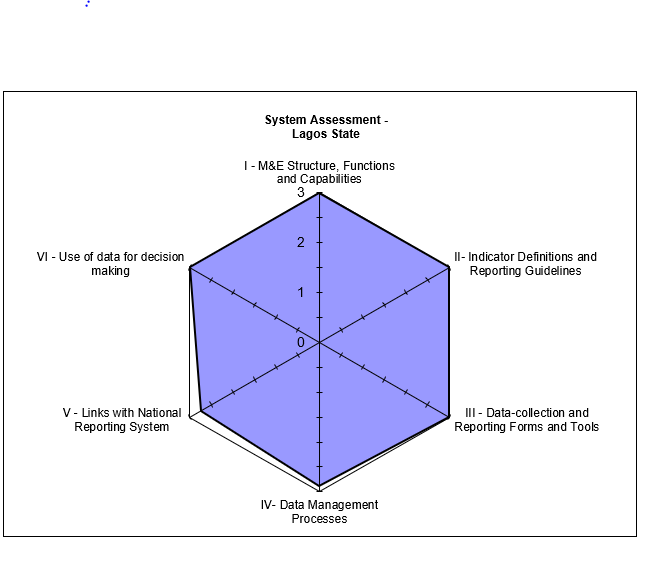 System Assessment -
Lagos State
I - M&E Structure, Functions
and Capabilities
3
2
1
0
II- Indicator Definitions and
Reporting Guidelines
III - Data-collection and
Reporting Forms and Tools
IV- Data Management
Processes
V - Links with National
Reporting System
VI - Use of data for decision
making